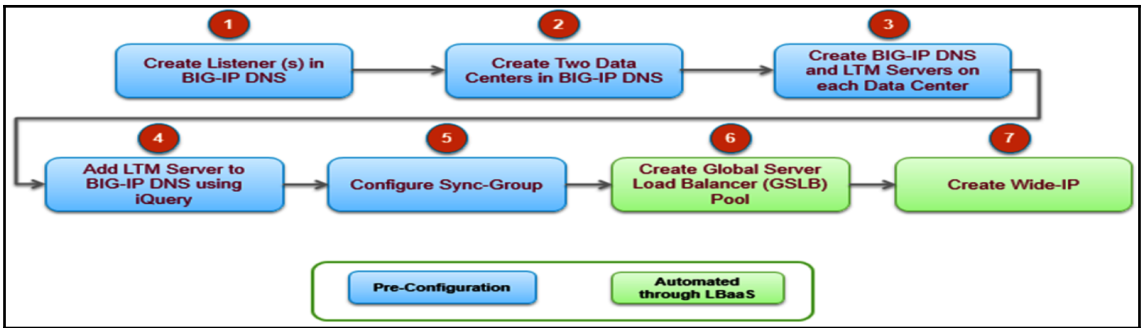 1
2
3
Create Listener (s) in
BIG-IP DNS
Create Two Data
Centers in BIG-IP DNS
Create BIG-IP DNS
and LTM Servers on
each Data Center
4
5
6
7
Add LTM Server to
BIG-IP DNS using
iQuery
Configure Sync-Group
Create Global Server
Load Balancer (GSLB)
Pool
Create Wide-IP
Pre-Configuration
Automated
through LBaaS